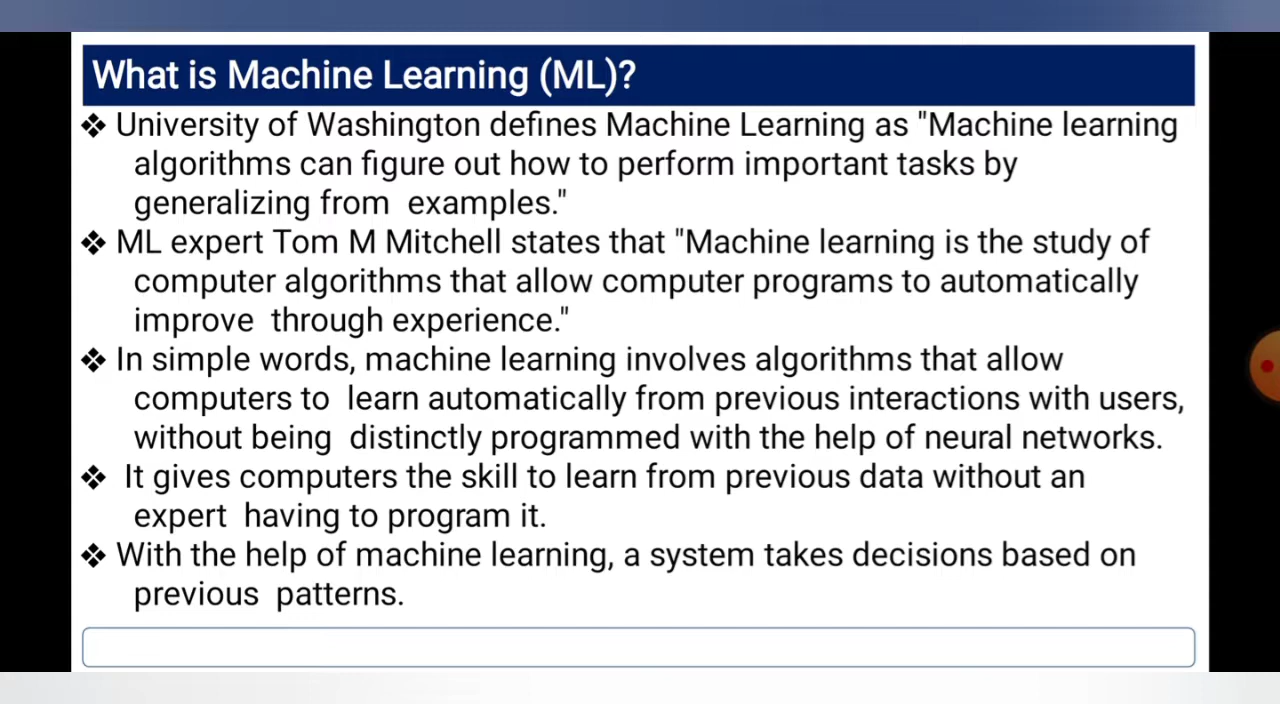 What is Machine Learning (ML)?
❖ University of Washington defines Machine Learning as "Machine learning
algorithms can figure out how to perform important tasks by
generalizing from examples."
❖ ML expert Tom M Mitchell states that "Machine learning is the study of
computer algorithms that allow computer programs to automatically
improve through experience."
❖ In simple words, machine learning involves algorithms that allow
computers to learn automatically from previous interactions with users,
without being distinctly programmed with the help of neural networks.
❖ It gives computers the skill to learn from previous data without an
expert having to program it.
❖ With the help of machine learning, a system takes decisions based on
previous patterns.